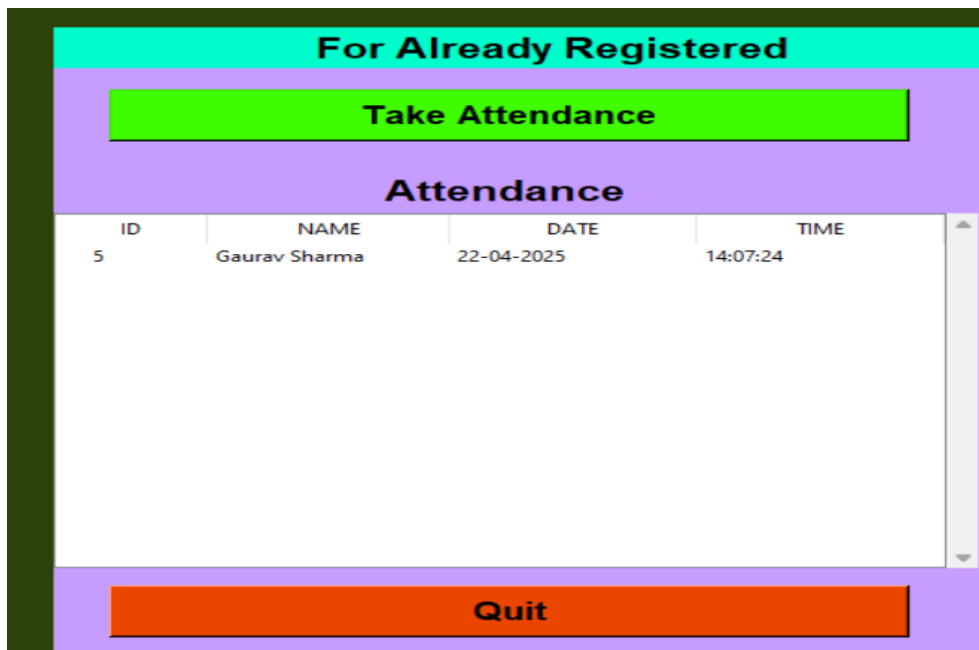 For Already Registered
Take Attendance
Attendance
ID NAME DATE TIME
5 Gaurav Sharma 22-04-2025 14:07:24
Quit